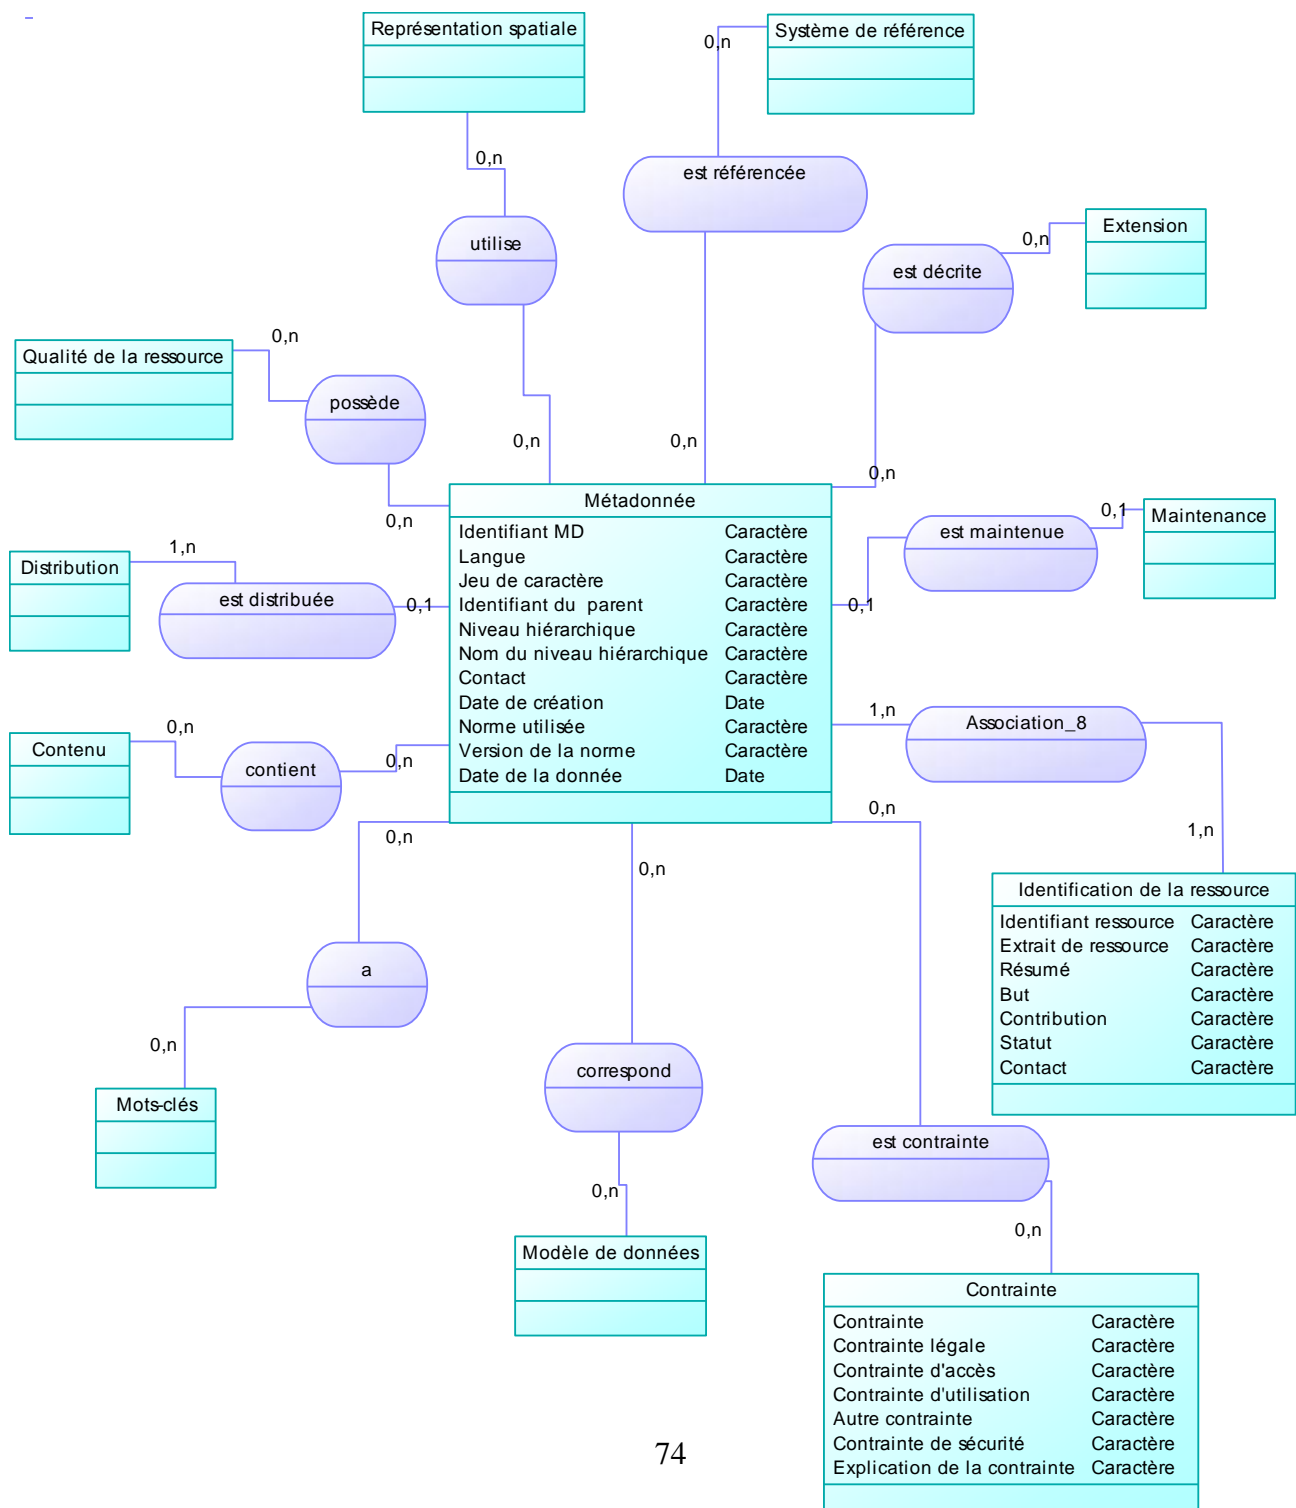 Représentation spatiale
Système de référence
0,n
0,n
est référencée
utilise
Extension
0,n
est décrite
0,n
Qualité de la ressource
possède
0,n
0,n
0,n
0,n
Métadonnée
Identifiant MD Caractère
Langue Caractère
Jeu de caractère Caractère
Identifiant du parent Caractère
Niveau hiérarchique Caractère
Nom du niveau hiérarchique Caractère
Contact Caractère
Date de création Date
Norme utilisée Caractère
Version de la norme Caractère
Date de la donnée Date
0,1
Maintenance
est maintenue
0,1
1,n
Distribution
est distribuée
0,1
1,n
Association_8
0,n
Contenu
contient
0,n
0,n
0,n
0,n
1,n
Identification de la ressource
Identifiant ressource Caractère
Extrait de ressource Caractère
Résumé Caractère
But Caractère
Contribution Caractère
Statut Caractère
Contact Caractère
a
0,n
Mots-clés
correspond
0,n
Modèle de données
est contrainte
0,n
Contrainte
Contrainte Caractère
Contrainte légale Caractère
Contrainte d'accès Caractère
Contrainte d'utilisation Caractère
Autre contrainte Caractère
Contrainte de sécurité Caractère
Explication de la contrainte Caractère
74